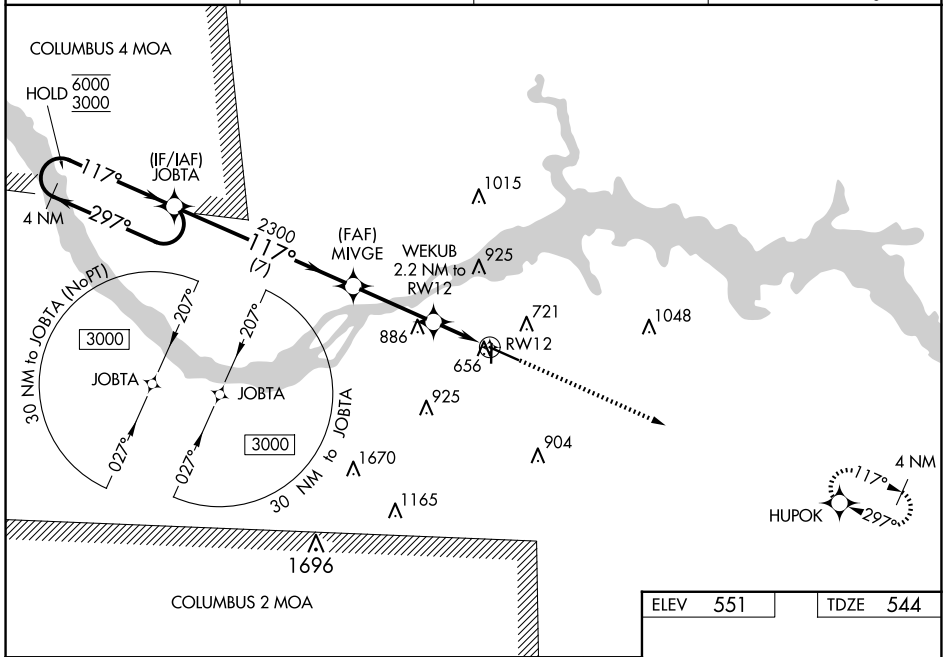 COLUMBUS 4 MOA
HOLD 6000
3000
117°
(IF/IAF)
JOBTA
4 NM
297°
2300
117°
(7)
(FAF)
MIVGE
WEKUB
2.2 NM to
RW12
1015
925
721
1048
886
656
RW12
925
904
1670
1165
1696
30 NM to JOBTA (NoPT)
207°
3000
JOBTA
027°
207°
JOBTA
3000
027°
30 NM to JOBTA
4 NM
117°
HUPOK
297°
COLUMBUS 2 MOA
ELEV 551
TDZE 544